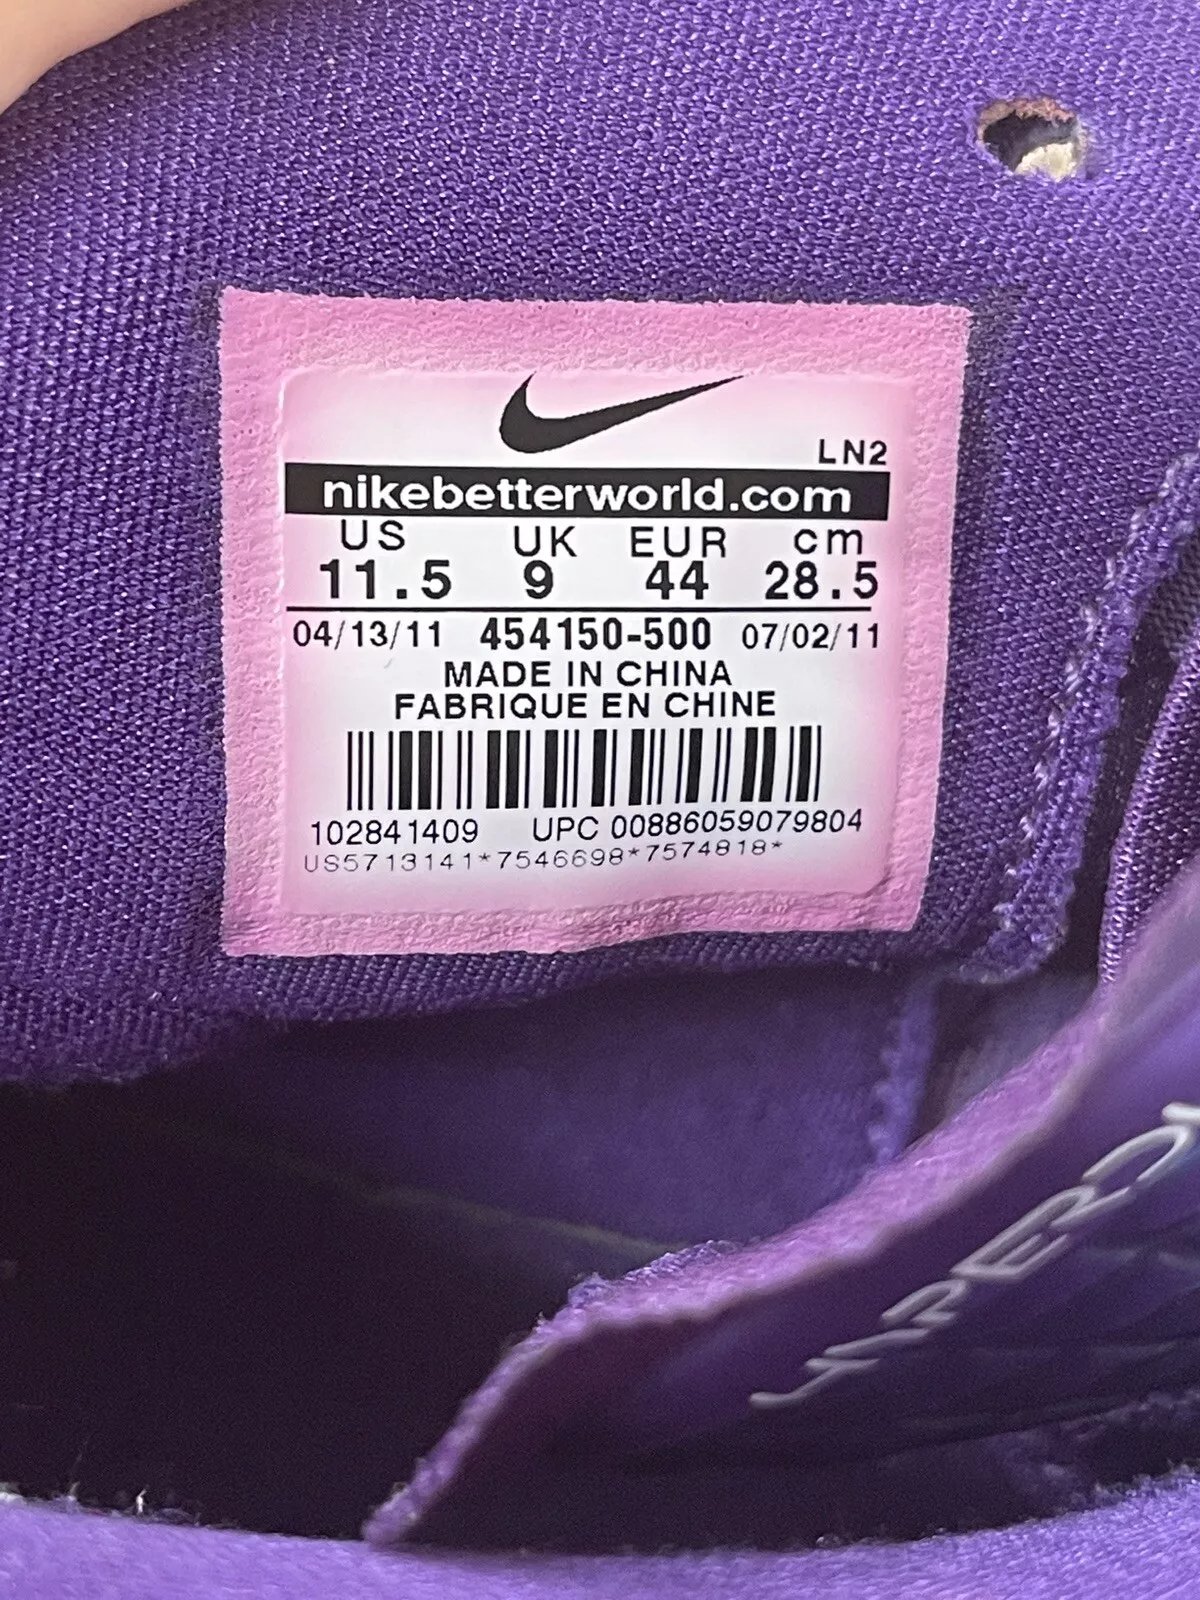 LN2
nikebetterworld.com
US UK EUR cm
11.5 9 44 28.5
04/13/11 454150-500 07/02/11
MADE IN CHINA
FABRIQUE EN CHINE
102841409 UPC 00886059079804
US5713141*7546698*7574818*